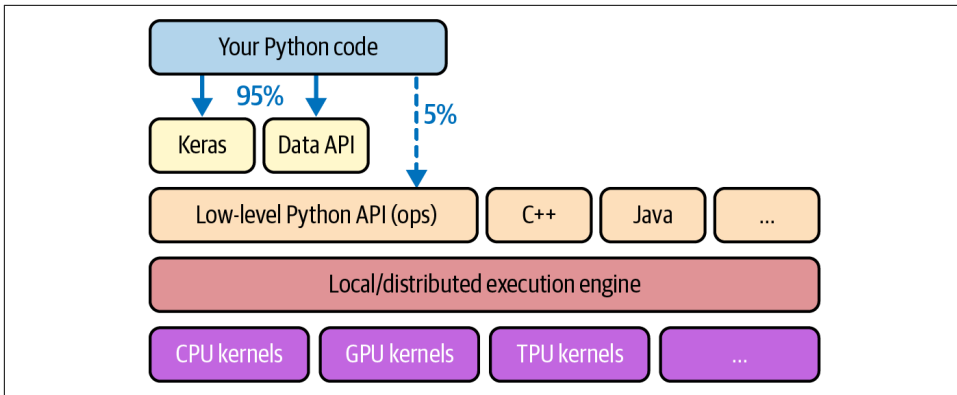 Your Python code
95%
5%
Keras
Data API
Low-level Python API (ops)
C++
Java
...
Local/distributed execution engine
CPU kernels
GPU kernels
TPU kernels
...